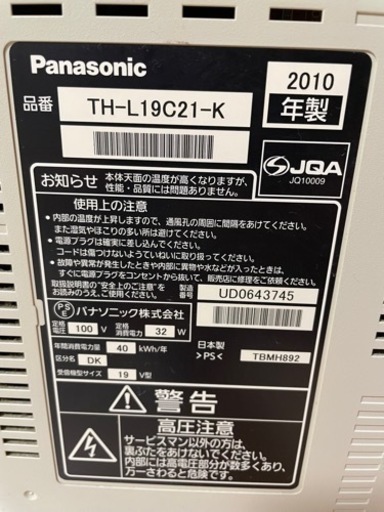 Panasonic
2010
年製
品番
TH-L19C21-K
JQA
JQ10009
お知らせ
本体天面の温度が高くなりますが、
性能・品質には問題ありません。
使用上の注意
・内部の温度が上昇しますので、通風孔の周囲に間隔をあけてください。
また湿気やほこりの多い所は避けてください。
・電源プラグは確実に差し込んでください。
コードは傷つけないようていねいに取り扱ってください。
・故障や異常が発生したときや内部に異物や水などが入ったときは、
すぐに電源プラグをコンセントから抜いて、販売店に修理をご依頼ください。
取扱説明書の“安全上のご注意”を
お読みのうえ、ご使用ください。
製造番号
UD0643745
PSE
パナソニック株式会社
定格電圧 100 V
定格消費電力 32 W
年間消費電力量 40 kWh/年
区分名 DK
受信機型サイズ 19 V型
日本製
>PS<
TBMH892
警告
高圧注意
サービスマン以外の方は、
裏ぶたをあけないでください。
内部には高電圧部分が数多くあり、
万一さわると危険です。